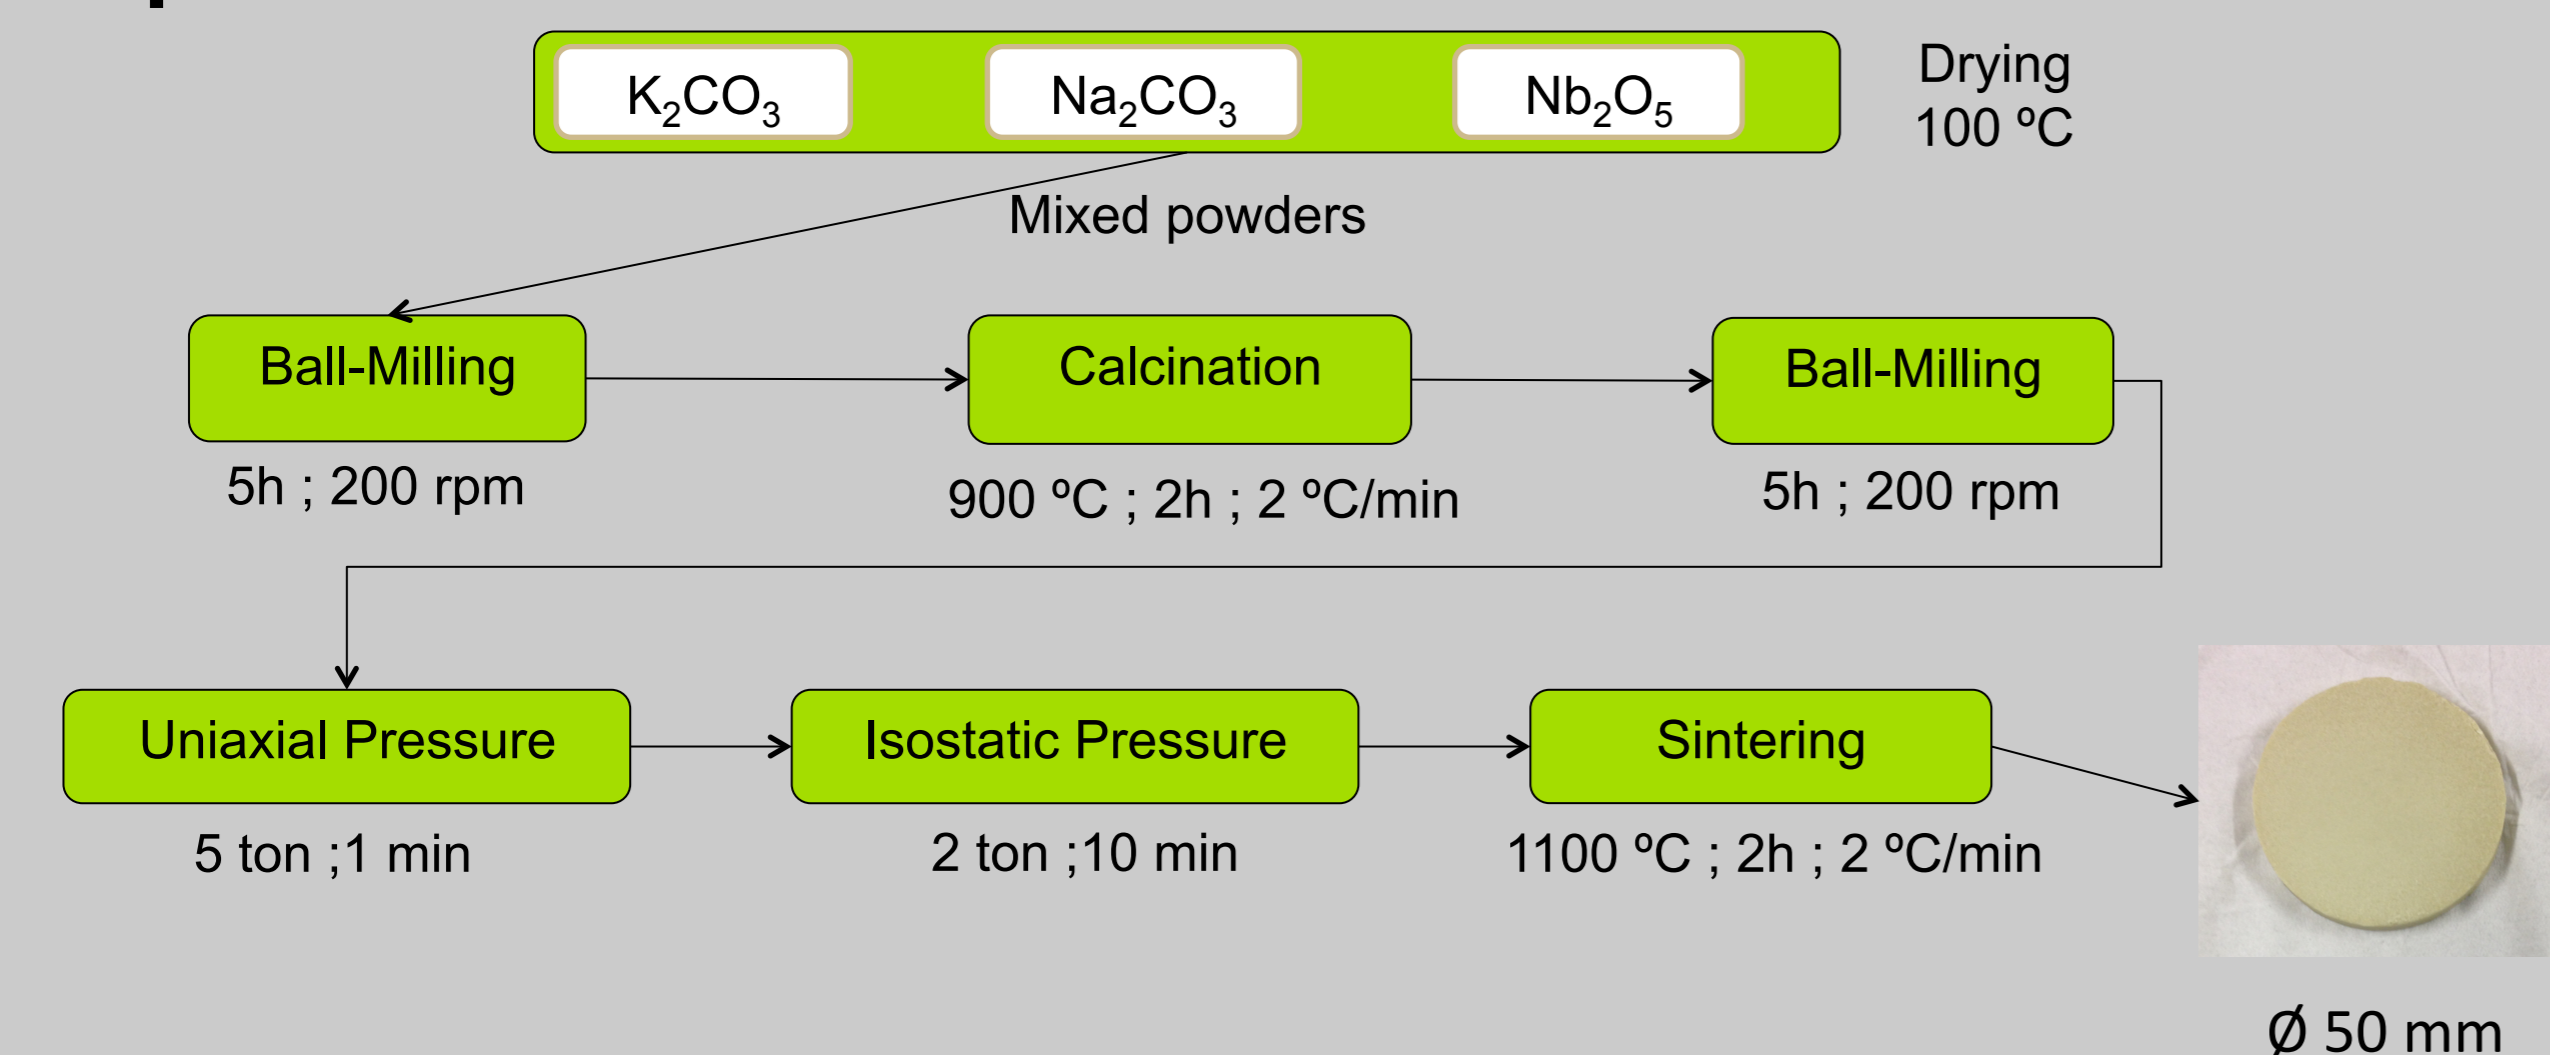 K₂CO₃ Na₂CO₃ Nb₂O₅
Drying
100 ºC
Mixed powders
Ball-Milling
5h ; 200 rpm
Calcination
900 ºC ; 2h ; 2 ºC/min
Ball-Milling
5h ; 200 rpm
Uniaxial Pressure
5 ton ;1 min
Isostatic Pressure
2 ton ;10 min
Sintering
1100 ºC ; 2h ; 2 ºC/min
Ø 50 mm